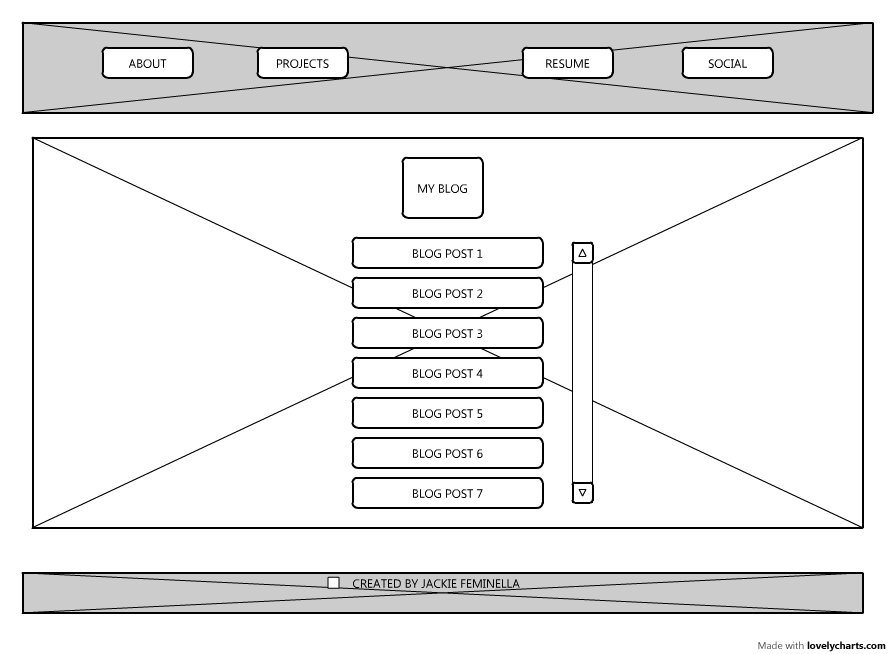 ABOUT
PROJECTS
RESUME
SOCIAL
MY BLOG
BLOG POST 1
BLOG POST 2
BLOG POST 3
BLOG POST 4
BLOG POST 5
BLOG POST 6
BLOG POST 7
CREATED BY JACKIE FEMINELLA
Made with lovelycharts.com